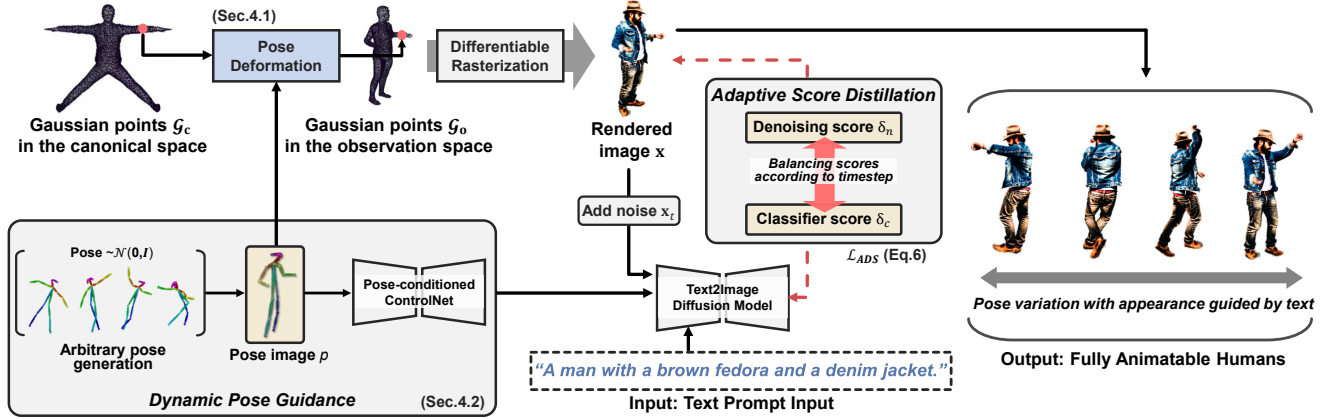 (Sec.4.1)
Pose
Deformation
Differentiable
Rasterization
Gaussian points 𝒢c
in the canonical space
Gaussian points 𝒢o
in the observation space
Rendered
image x
Add noise xt
Adaptive Score Distillation
Denoising score δn
Balancing scores
according to timestep
Classifier score δc
ℒADS (Eq.6)
Pose ~𝒩(0,I)
Arbitrary pose
generation
Pose image p
Pose-conditioned
ControlNet
Dynamic Pose Guidance
(Sec.4.2)
Text2Image
Diffusion Model
“A man with a brown fedora and a denim jacket.”
Input: Text Prompt Input
Pose variation with appearance guided by text
Output: Fully Animatable Humans